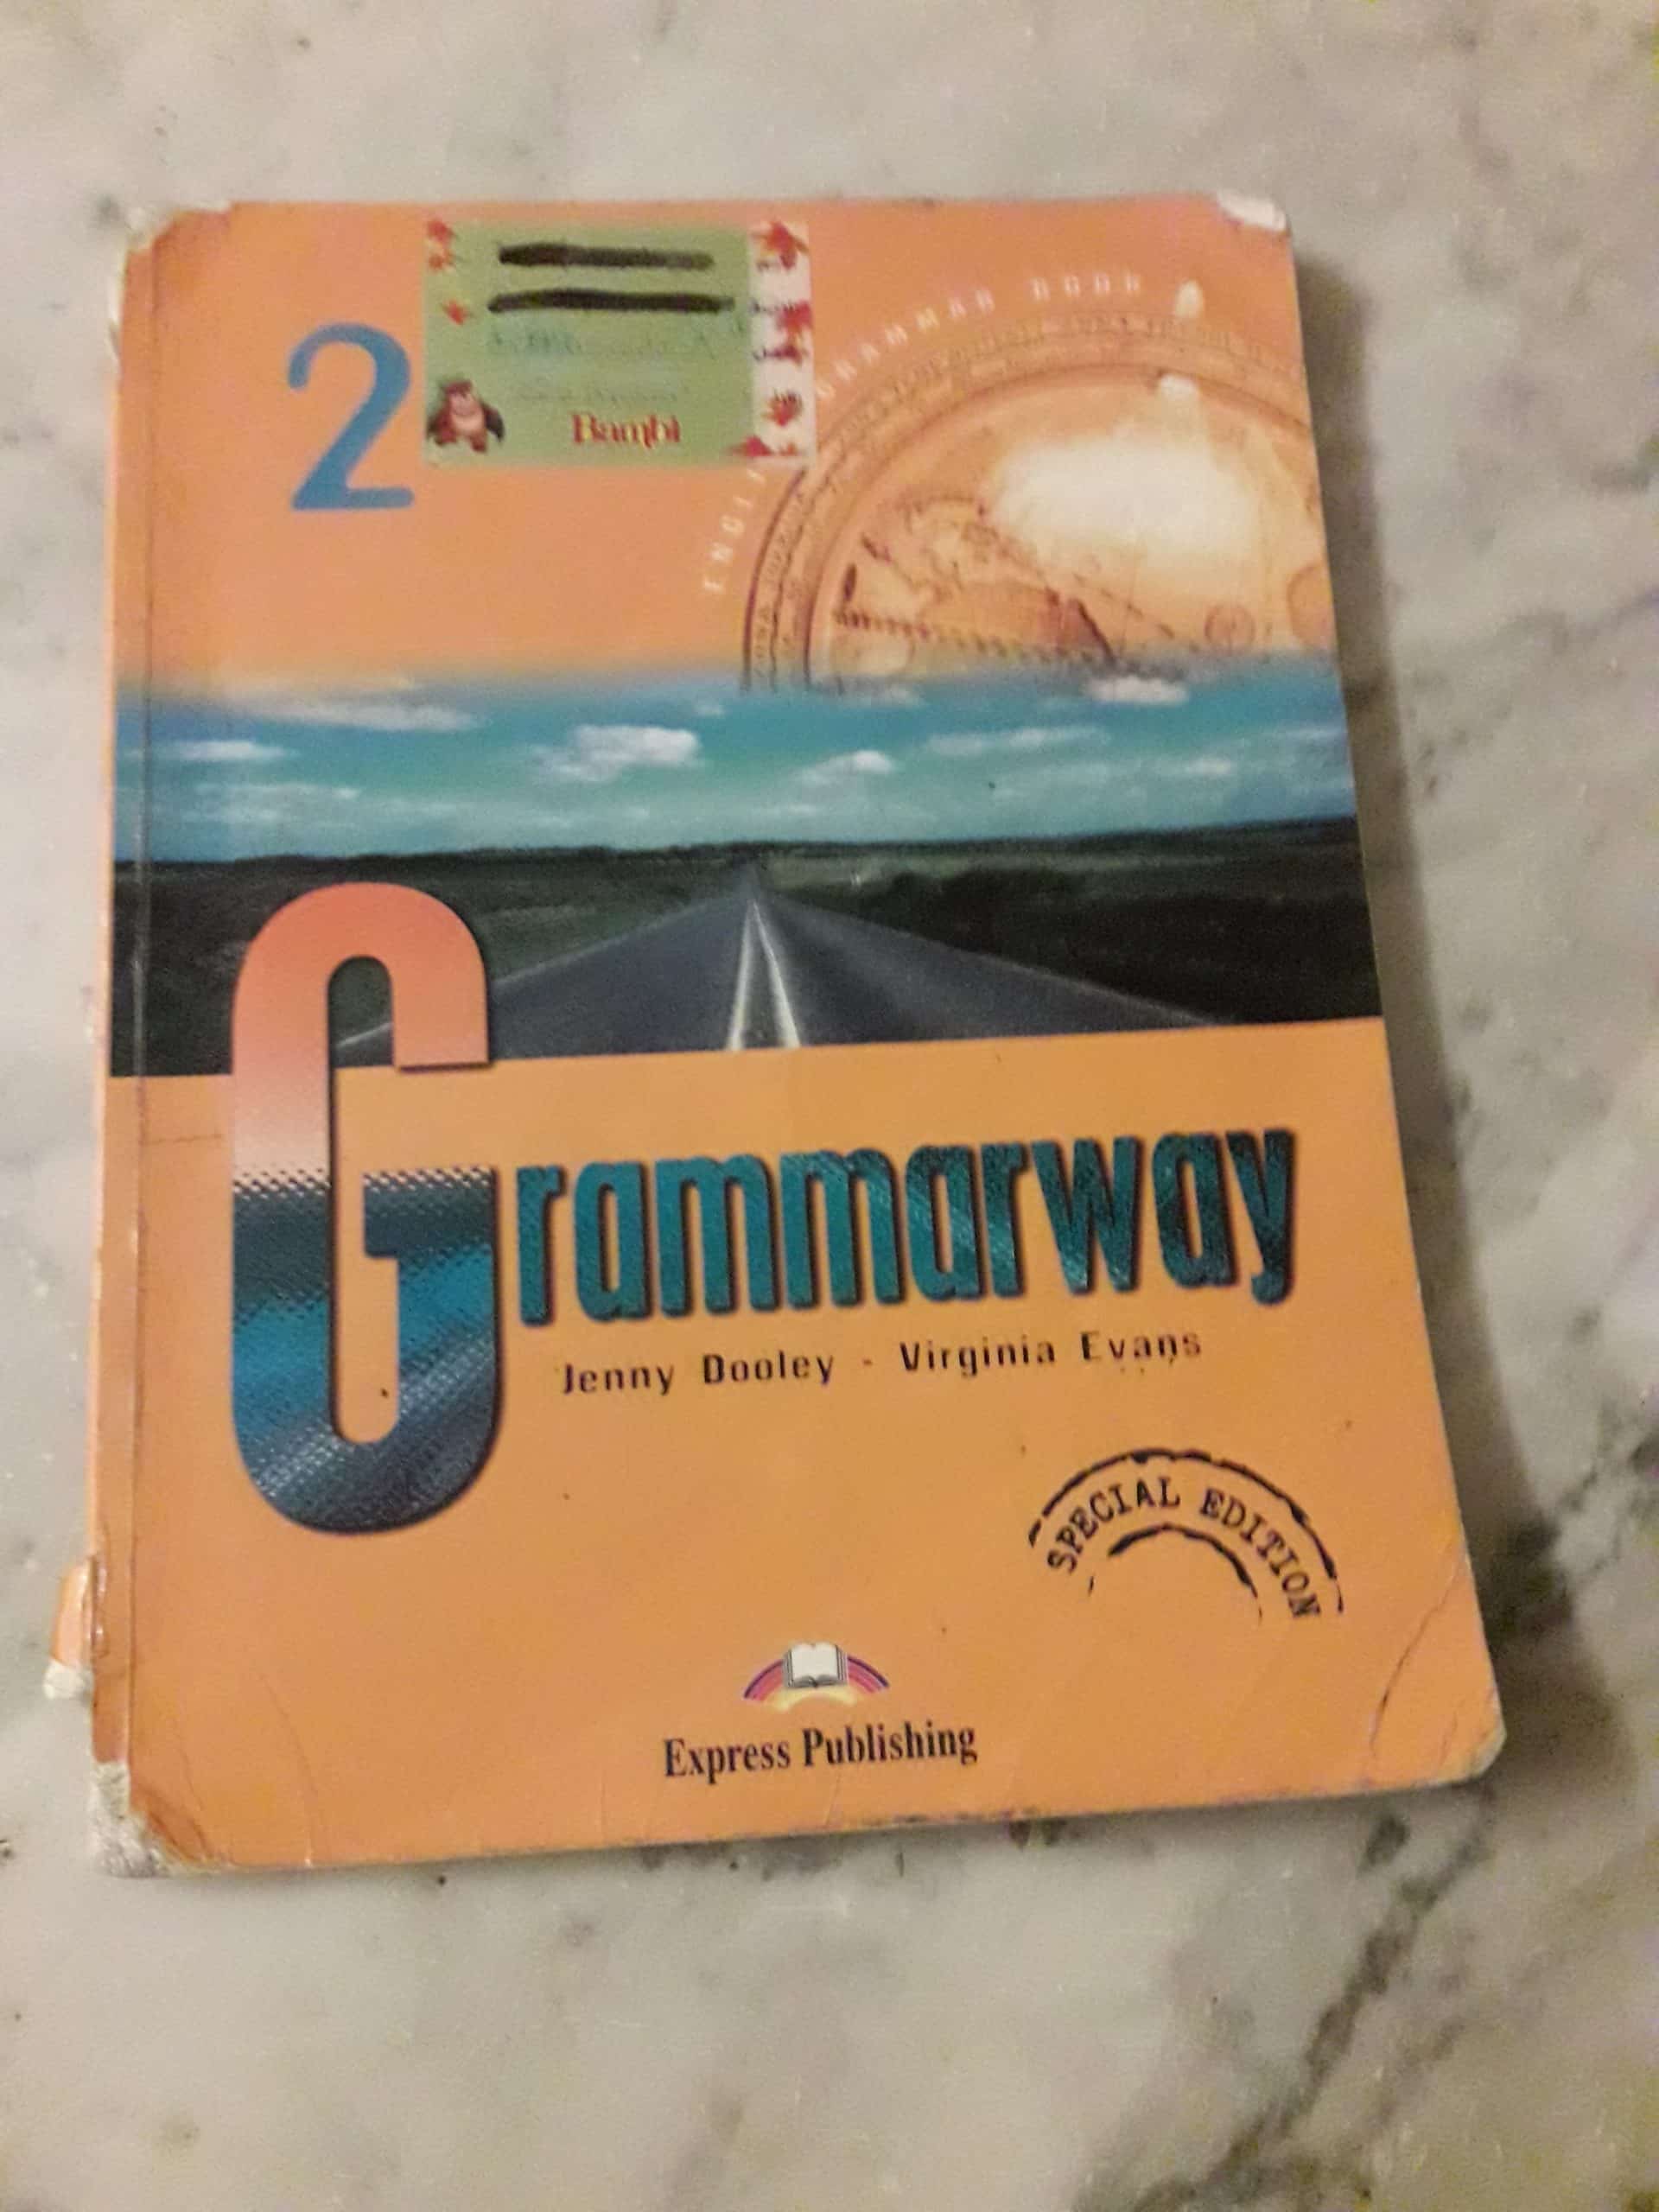 2
Bambi
ENGLISH GRAMMAR BOOK
Grammarway
Jenny Dooley - Virginia Evans
SPECIAL EDITION
Express Publishing